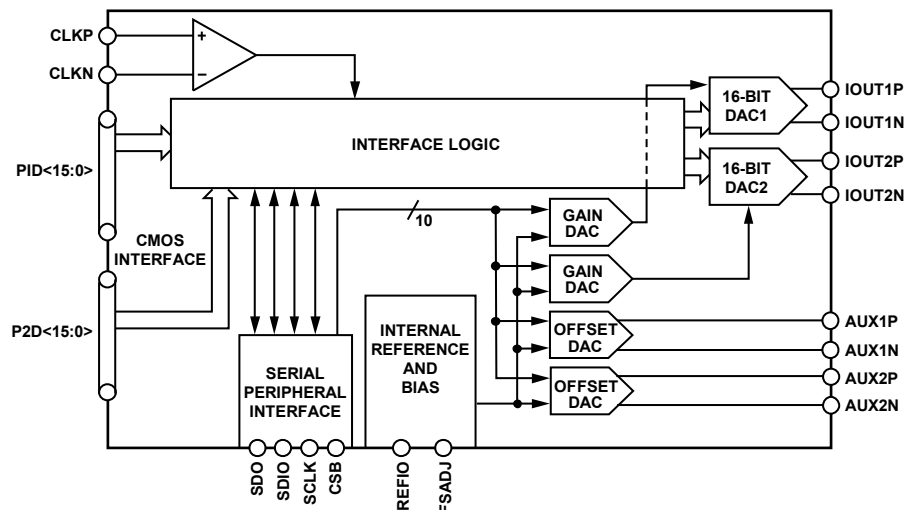 CLKP
CLKN
PID<15:0>
CMOS
INTERFACE
P2D<15:0>
INTERFACE LOGIC
10
SERIAL
PERIPHERAL
INTERFACE
INTERNAL
REFERENCE
AND
BIAS
GAIN
DAC
GAIN
DAC
OFFSET
DAC
OFFSET
DAC
16-BIT
DAC1
16-BIT
DAC2
IOUT1P
IOUT1N
IOUT2P
IOUT2N
AUX1P
AUX1N
AUX2P
AUX2N
SDO
SDIO
SCLK
CSB
REFIO
FSADJ